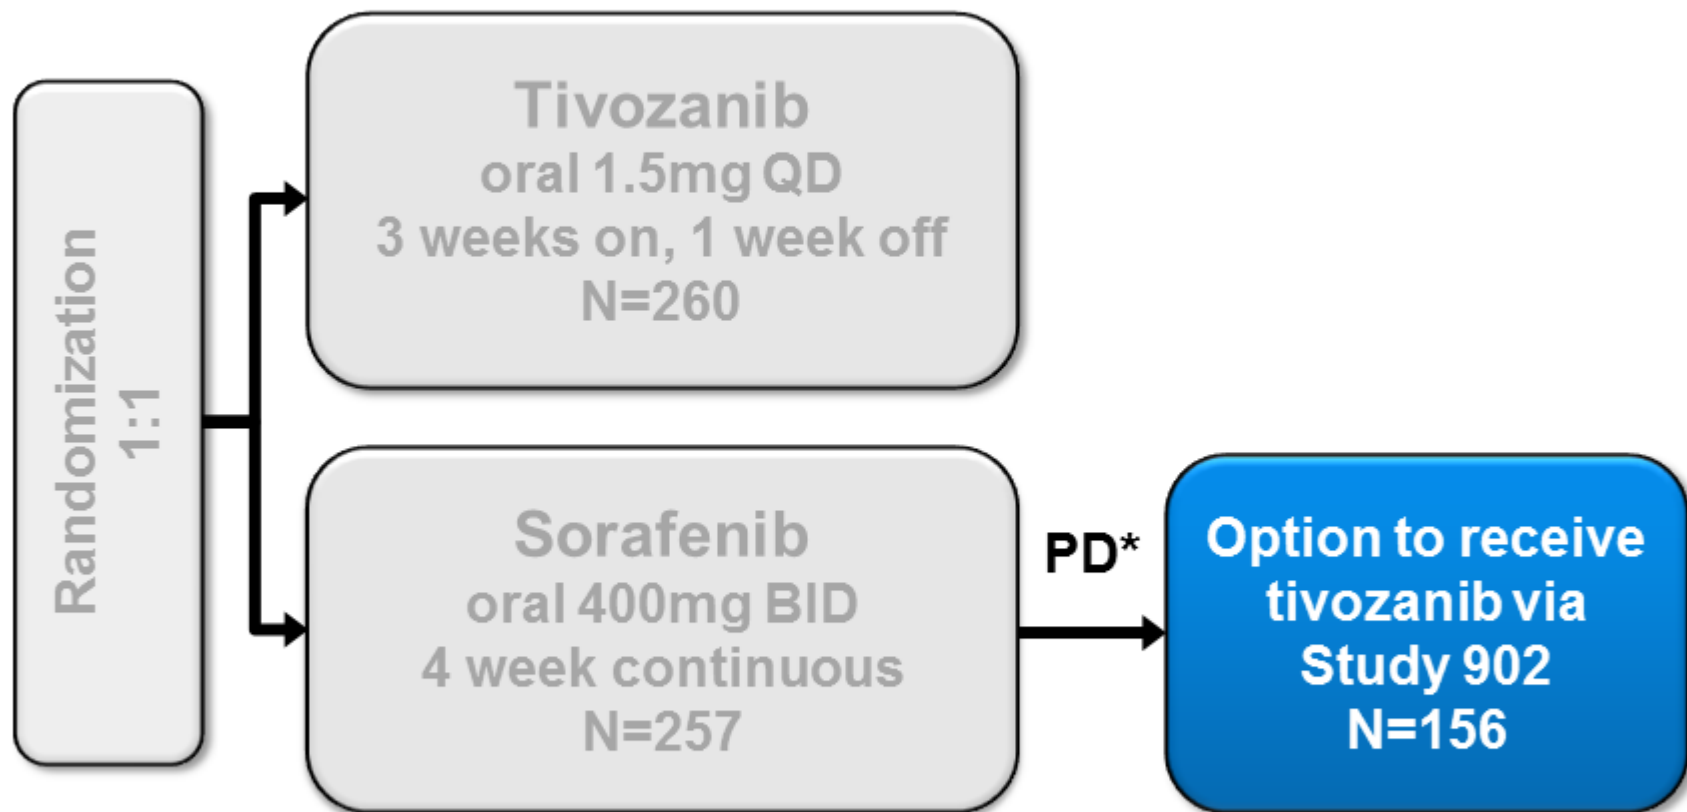 Randomization
1:1
Tivozanib
oral 1.5mg QD
3 weeks on, 1 week off
N=260
Sorafenib
oral 400mg BID
4 week continuous
N=257
PD*
Option to receive
tivozanib via
Study 902
N=156